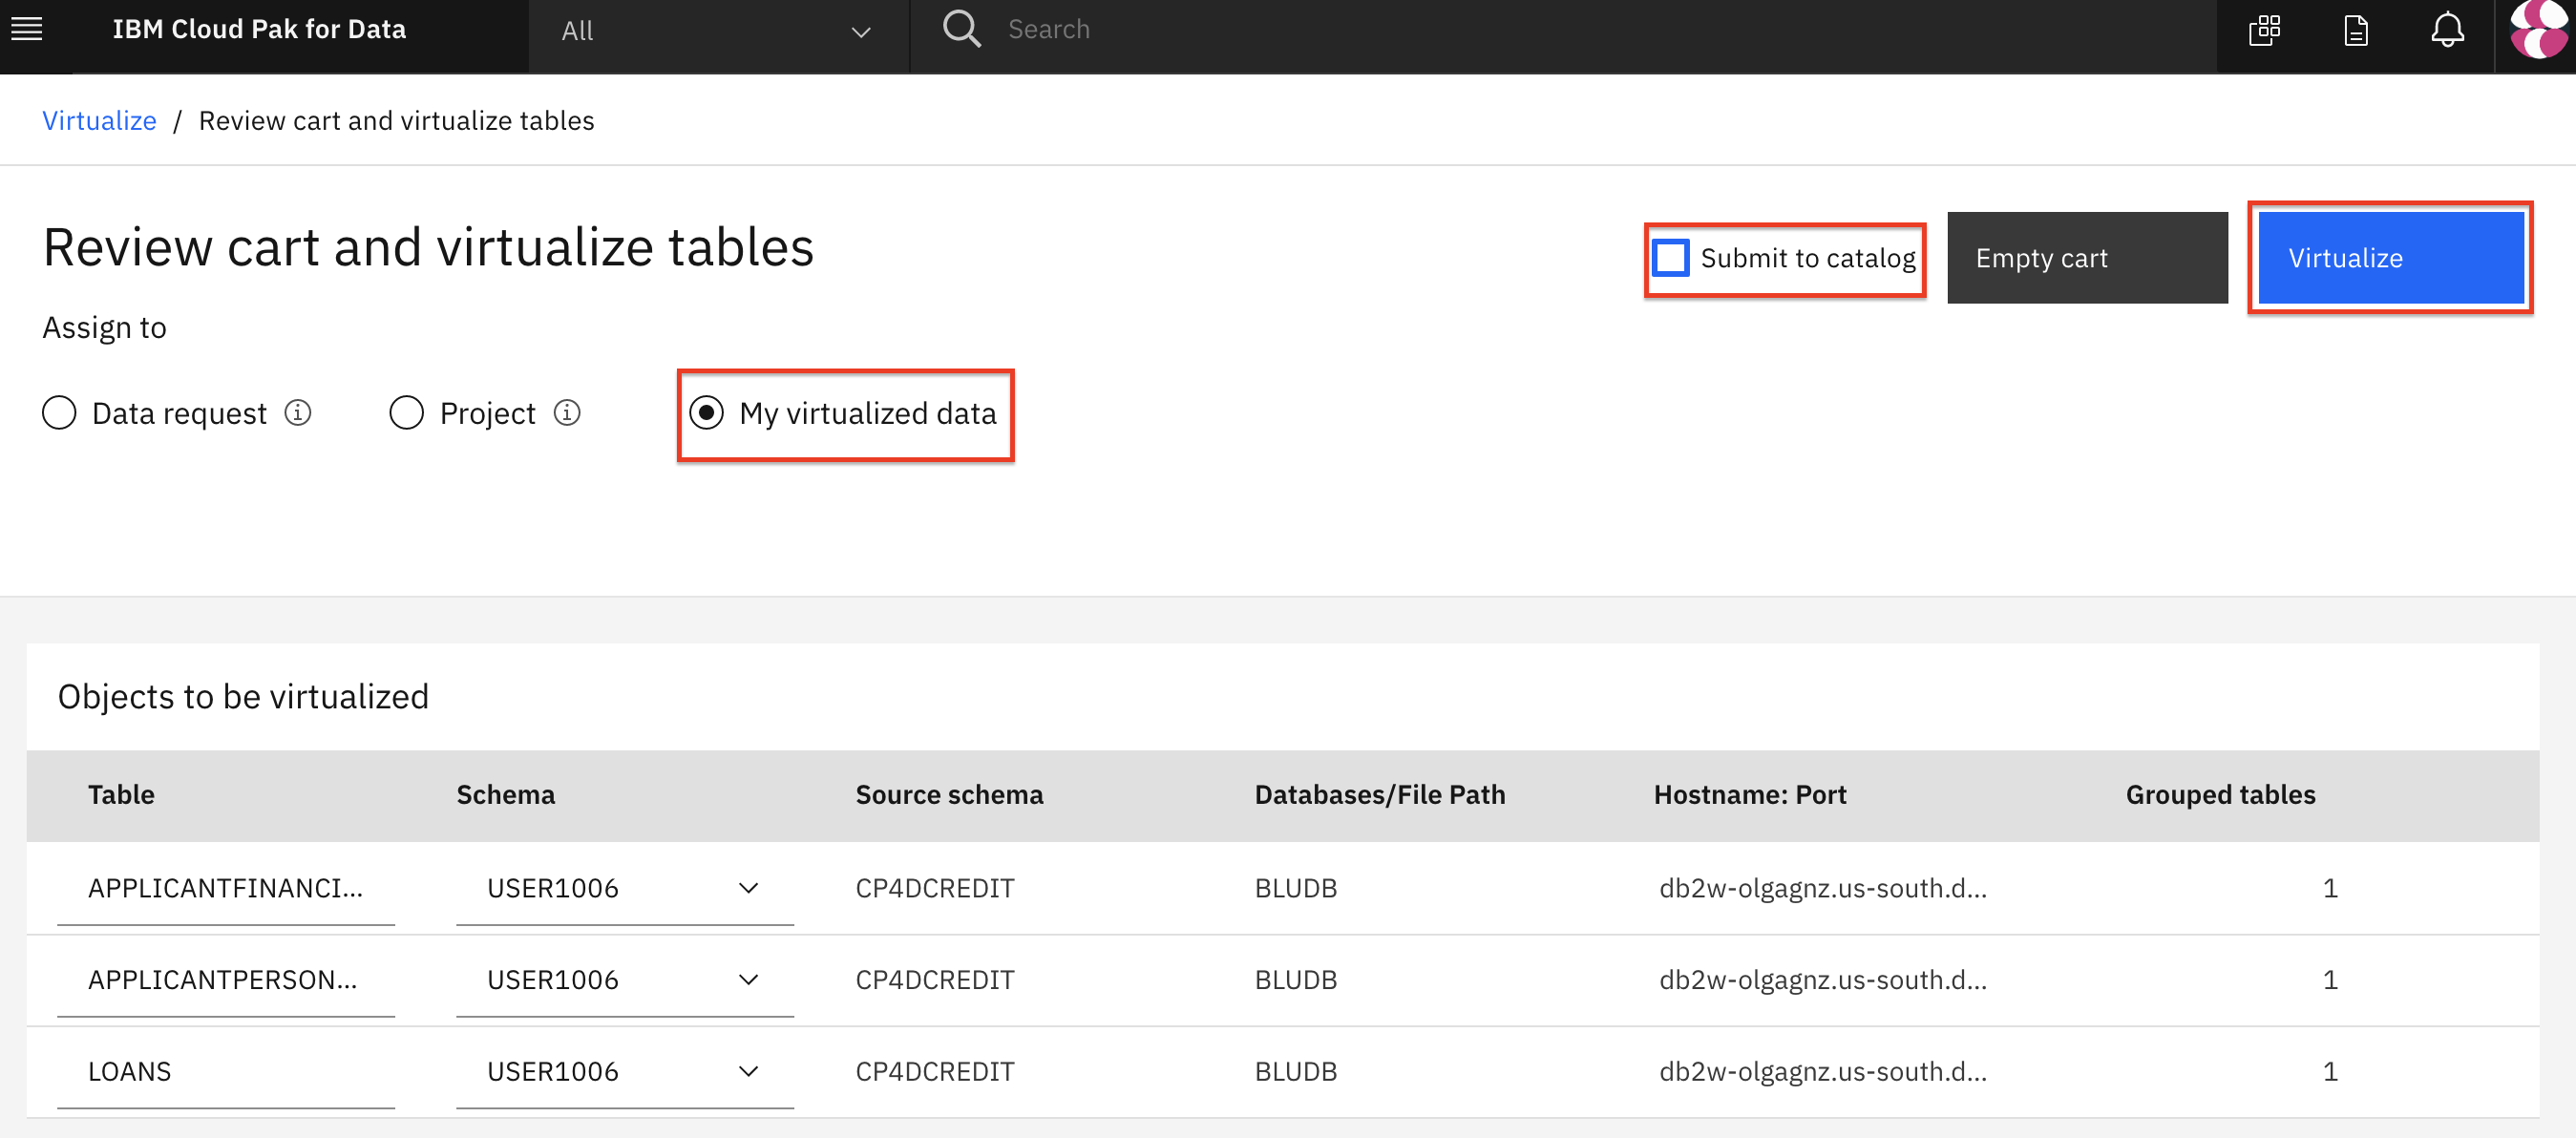 IBM Cloud Pak for Data All Search
Virtualize / Review cart and virtualize tables
Review cart and virtualize tables
Submit to catalog Empty cart Virtualize
Assign to
Data request Project My virtualized data
Objects to be virtualized
Table Schema Source schema Databases/File Path Hostname: Port Grouped tables
APPLICANTFINANCI... USER1006 CP4DCREDIT BLUDB db2w-olgagnz.us-south.d... 1
APPLICANTPERSON... USER1006 CP4DCREDIT BLUDB db2w-olgagnz.us-south.d... 1
LOANS USER1006 CP4DCREDIT BLUDB db2w-olgagnz.us-south.d... 1